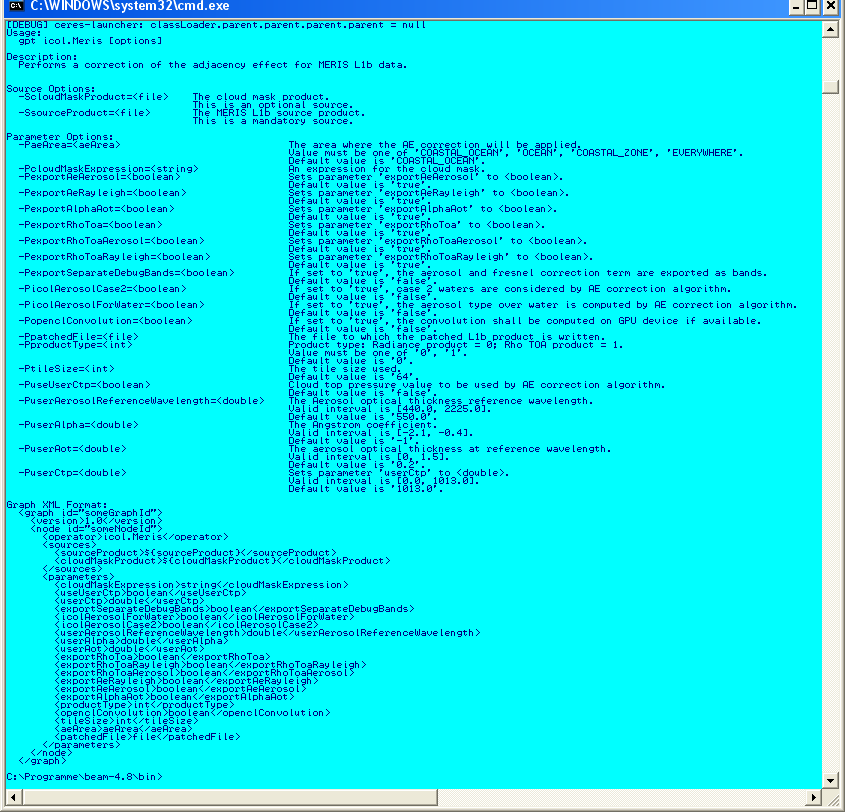 C:\WINDOWS\system32\cmd.exe
[DEBUG] ceres-launcher: classLoader.parent.parent.parent = null
Usage:
  gpt icol.Meris [options]
Description:
  Performs a correction of the adjacency effect for MERIS L1b data.
Source Options:
  -ScloudMaskProduct=<file>    The cloud mask product.
                               This is an optional source.
  -SsourceProduct=<file>       The MERIS L1b source product.
                               This is a mandatory source.
Parameter Options:
  -PaeArea=<aeArea>                            The area where the AE correction will be applied.
                                               Value must be one of 'COASTAL_OCEAN', 'OCEAN', 'COASTAL_ZONE', 'EVERYWHERE'.
                                               Default value is 'COASTAL_OCEAN'.
  -PcloudMaskExpression=<string>               An expression for the cloud mask.
  -PexportAeAerosol=<boolean>                  Sets parameter 'exportAeAerosol' to <boolean>.
                                               Default value is 'true'.
  -PexportAeRayleigh=<boolean>                 Sets parameter 'exportAeRayleigh' to <boolean>.
                                               Default value is 'true'.
  -PexportAlphaAot=<boolean>                   Sets parameter 'exportAlphaAot' to <boolean>.
                                               Default value is 'true'.
  -PexportRhoToa=<boolean>                     Sets parameter 'exportRhoToa' to <boolean>.
                                               Default value is 'true'.
  -PexportRhoToaAerosol=<boolean>              Sets parameter 'exportRhoToaAerosol' to <boolean>.
                                               Default value is 'true'.
  -PexportRhoToaRayleigh=<boolean>             Sets parameter 'exportRhoToaRayleigh' to <boolean>.
                                               Default value is 'true'.
  -PexportSeparateDebugBands=<boolean>         If set to 'true', the aerosol and fresnel correction term are exported as bands.
                                               Default value is 'false'.
  -PicolAerosolCase2=<boolean>                 If set to 'true', case 2 waters are considered by AE correction algorithm.
                                               Default value is 'false'.
  -PicolAerosolForWater=<boolean>              If set to 'true', the aerosol type over water is computed by AE correction algorithm.
                                               Default value is 'false'.
  -PopenclConvolution=<boolean>                If set to 'true', the convolution shall be computed on GPU device if available.
                                               Default value is 'false'.
  -PpatchedFile=<file>                         The file to which the patched L1b product is written.
  -PproductType=<int>                          Product type: Radiance product = 0; Rho TOA product = 1.
                                               Value must be one of '0', '1'.
                                               Default value is '0'.
  -PtileSize=<int>                             The tile size used.
                                               Default value is '64'.
  -PuseUserCtp=<boolean>                       Cloud top pressure value to be used by AE correction algorithm.
                                               Default value is 'false'.
  -PuserAerosolReferenceWavelength=<double>    The Aerosol optical thickness reference wavelength.
                                               Valid interval is [440.0, 2225.0].
                                               Default value is '550.0'.
  -PuserAlpha=<double>                         The Angstrom coefficient.
                                               Valid interval is [-2.1, -0.4].
                                               Default value is '-1'.
  -PuserAot=<double>                           The aerosol optical thickness at reference wavelength.
                                               Valid interval is [0, 1.5].
                                               Default value is '0.2'.
  -PuserCtp=<double>                           Sets parameter 'userCtp' to <double>.
                                               Valid interval is [0.0, 1013.0].
                                               Default value is '1013.0'.
Graph XML Format:
  <graph id="someGraphId">
    <version>1.0</version>
    <node id="someNodeId">
      <operator>icol.Meris</operator>
      <sources>
        <sourceProduct>${sourceProduct}</sourceProduct>
        <cloudMaskProduct>${cloudMaskProduct}</cloudMaskProduct>
      </sources>
      <parameters>
        <cloudMaskExpression>string</cloudMaskExpression>
        <useUserCtp>boolean</useUserCtp>
        <userCtp>double</userCtp>
        <exportSeparateDebugBands>boolean</exportSeparateDebugBands>
        <icolAerosolForWater>boolean</icolAerosolForWater>
        <icolAerosolCase2>boolean</icolAerosolCase2>
        <userAerosolReferenceWavelength>double</userAerosolReferenceWavelength>
        <userAlpha>double</userAlpha>
        <userAot>double</userAot>
        <exportRhoToa>boolean</exportRhoToa>
        <exportRhoToaRayleigh>boolean</exportRhoToaRayleigh>
        <exportRhoToaAerosol>boolean</exportRhoToaAerosol>
        <exportAeRayleigh>boolean</exportAeRayleigh>
        <exportAeAerosol>boolean</exportAeAerosol>
        <exportAlphaAot>boolean</exportAlphaAot>
        <productType>int</productType>
        <openclConvolution>boolean</openclConvolution>
        <tileSize>int</tileSize>
        <aeArea>aeArea</aeArea>
        <patchedFile>file</patchedFile>
      </parameters>
    </node>
  </graph>
C:\Programme\beam-4.8\bin>